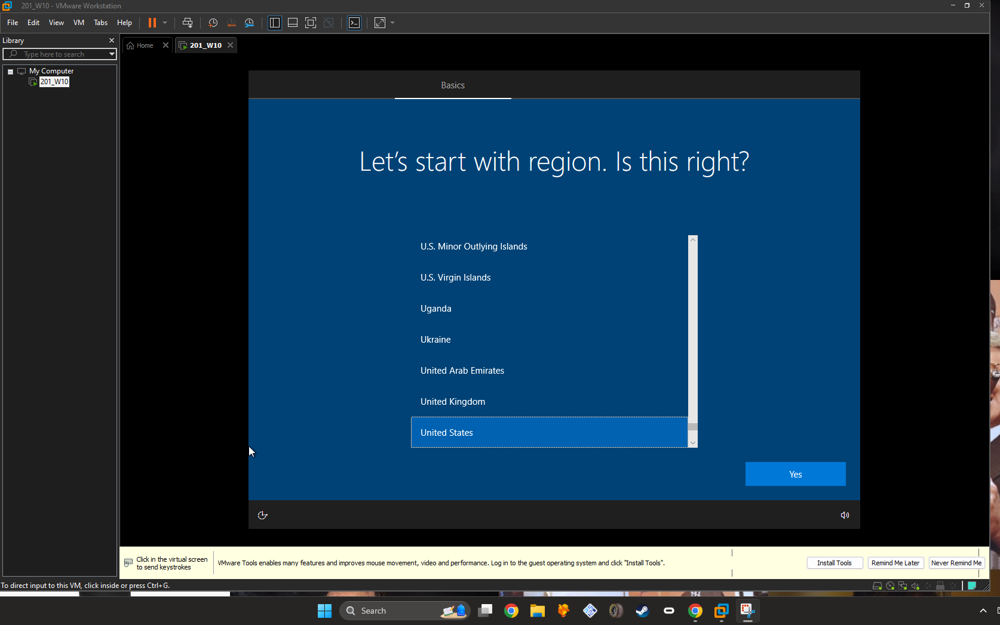 201_W10 - VMware Workstation
File Edit View VM Tabs Help
Library
Type here to search
My Computer
201_W10
Home
201_W10
Basics
Let's start with region. Is this right?
U.S. Minor Outlying Islands
U.S. Virgin Islands
Uganda
Ukraine
United Arab Emirates
United Kingdom
United States
Yes
Click in the virtual screen
to send keystrokes
VMware Tools enables many features and improves mouse movement, video and performance. Log in to the guest operating system and click "Install Tools".
Install Tools
Remind Me Later
Never Remind Me
To direct input to this VM, click inside or press Ctrl+G.
Search